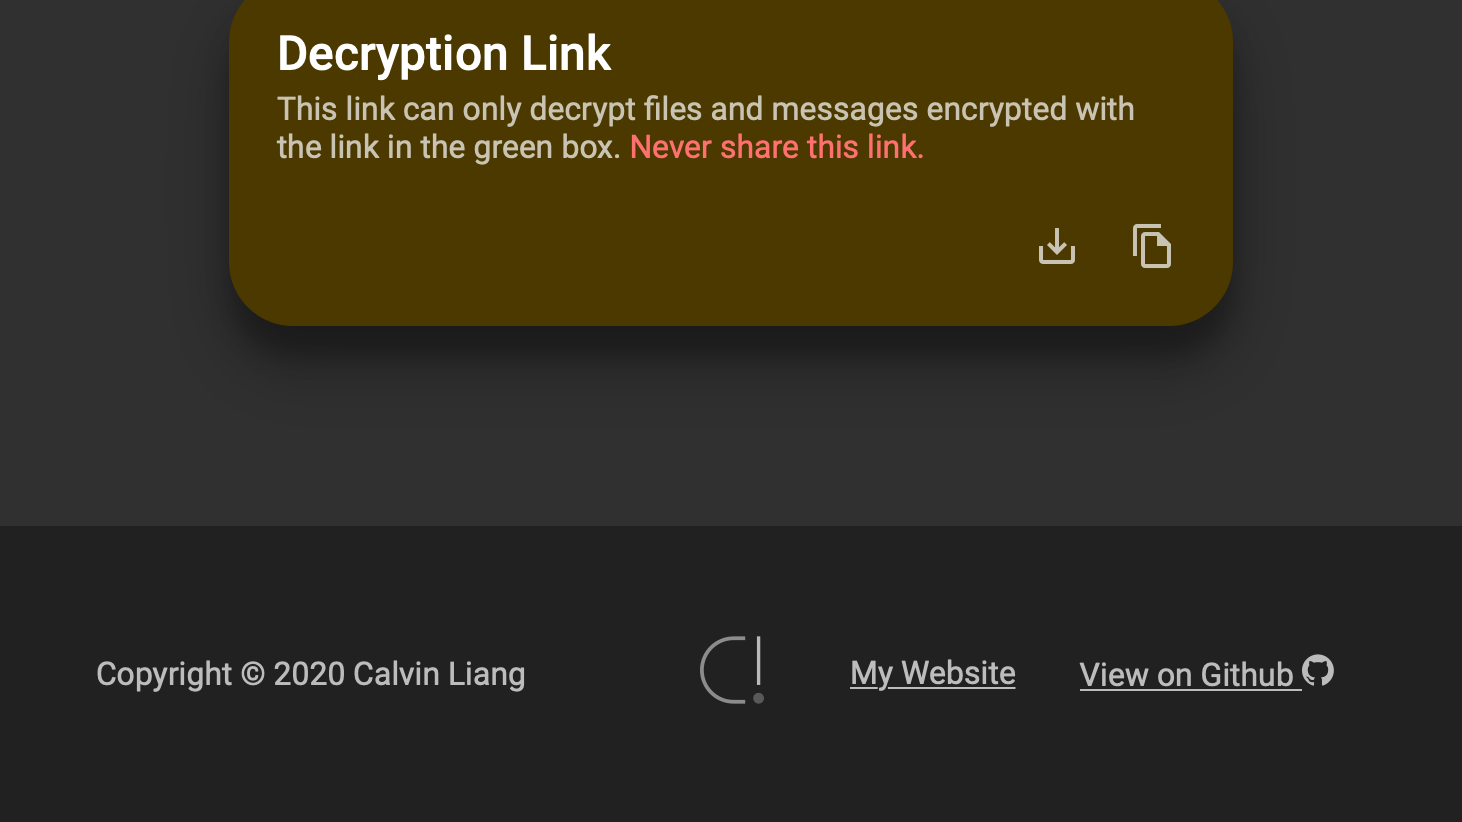 Decryption Link
This link can only decrypt files and messages encrypted with
the link in the green box. Never share this link.
Copyright © 2020 Calvin Liang
My Website
View on Github